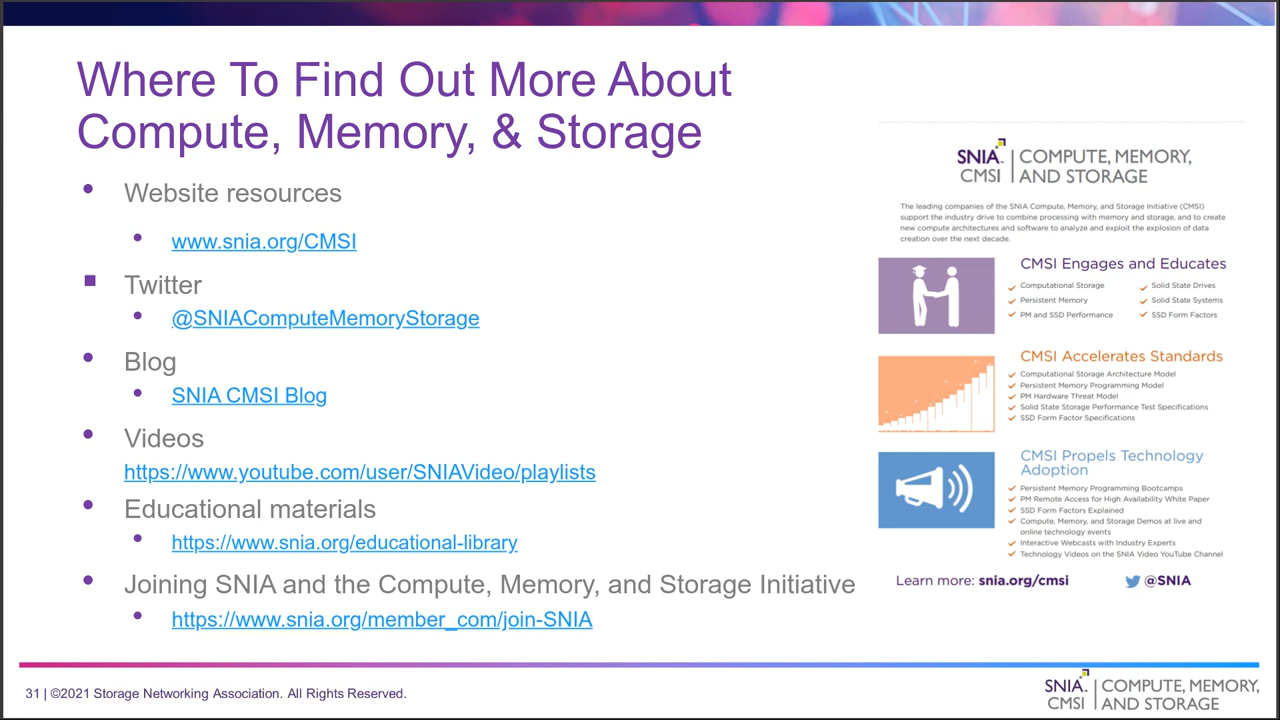 Where To Find Out More About
Compute, Memory, & Storage
• Website resources
• www.snia.org/CMSI
▪ Twitter
• @SNIAComputeMemoryStorage
• Blog
• SNIA CMSI Blog
• Videos
https://www.youtube.com/user/SNIAVideo/playlists
• Educational materials
• https://www.snia.org/educational-library
• Joining SNIA and the Compute, Memory, and Storage Initiative
• https://www.snia.org/member_com/join-SNIA
SNIA. | COMPUTE, MEMORY,
CMSI | AND STORAGE
The leading companies of the SNIA Compute, Memory, and Storage Initiative (CMSI)
support the industry drive to combine processing with memory and storage, and to create
new compute architectures and software to analyze and exploit the explosion of data
creation over the next decade.
CMSI Engages and Educates
✓ Computational Storage
✓ Persistent Memory
✓ PM and SSD Performance
✓ Solid State Drives
✓ Solid State Systems
✓ SSD Form Factors
CMSI Accelerates Standards
✓ Computational Storage Architecture Model
✓ Persistent Memory Programming Model
✓ PM Hardware Threat Model
✓ Solid State Storage Performance Test Specifications
✓ SSD Form Factor Specifications
CMSI Propels Technology
Adoption
✓ Persistent Memory Programming Bootcamps
✓ PM Remote Access for High Availability White Paper
✓ SSD Form Factors Explained
✓ Compute, Memory, and Storage Demos at live and
online technology events
✓ Interactive Webcasts with Industry Experts
✓ Technology Videos on the SNIA Video YouTube Channel
Learn more: snia.org/cmsi @SNIA
31 | ©2021 Storage Networking Association. All Rights Reserved.
SNIA. | COMPUTE, MEMORY,
CMSI | AND STORAGE